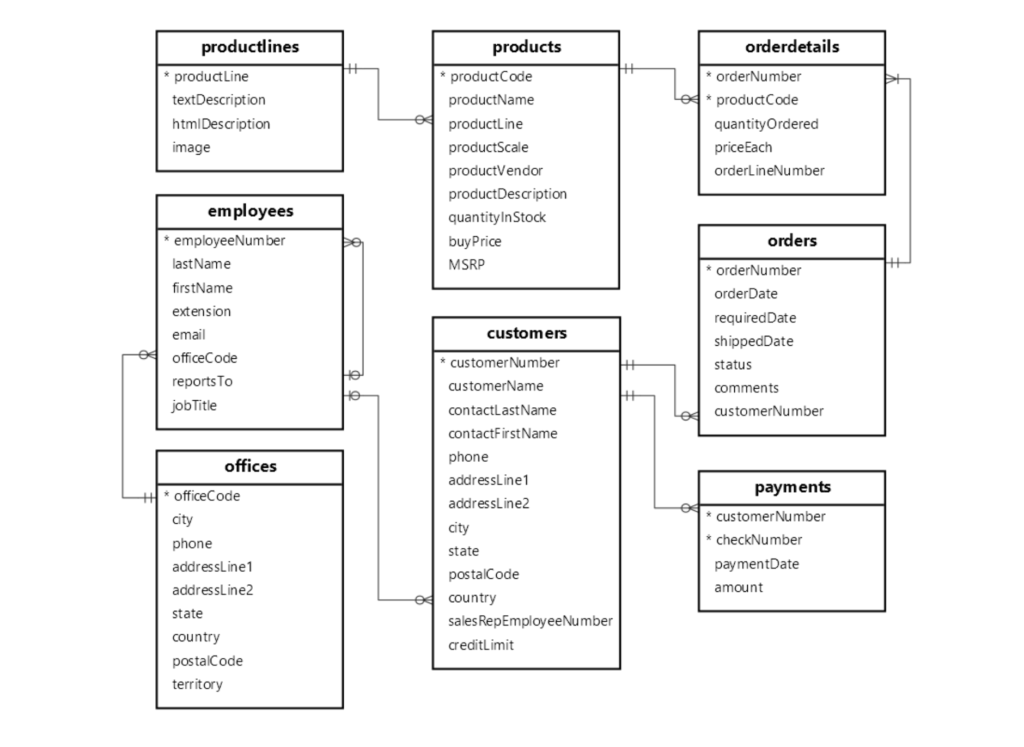 productlines
* productLine
textDescription
htmlDescription
image
products
* productCode
productName
productLine
productScale
productVendor
productDescription
quantityInStock
buyPrice
MSRP
orderdetails
* orderNumber
* productCode
quantityOrdered
priceEach
orderLineNumber
employees
* employeeNumber
lastName
firstName
extension
email
officeCode
reportsTo
jobTitle
orders
* orderNumber
orderDate
requiredDate
shippedDate
status
comments
customerNumber
customers
* customerNumber
customerName
contactLastName
contactFirstName
phone
addressLine1
addressLine2
city
state
postalCode
country
salesRepEmployeeNumber
creditLimit
offices
* officeCode
city
phone
addressLine1
addressLine2
state
country
postalCode
territory
payments
* customerNumber
* checkNumber
paymentDate
amount